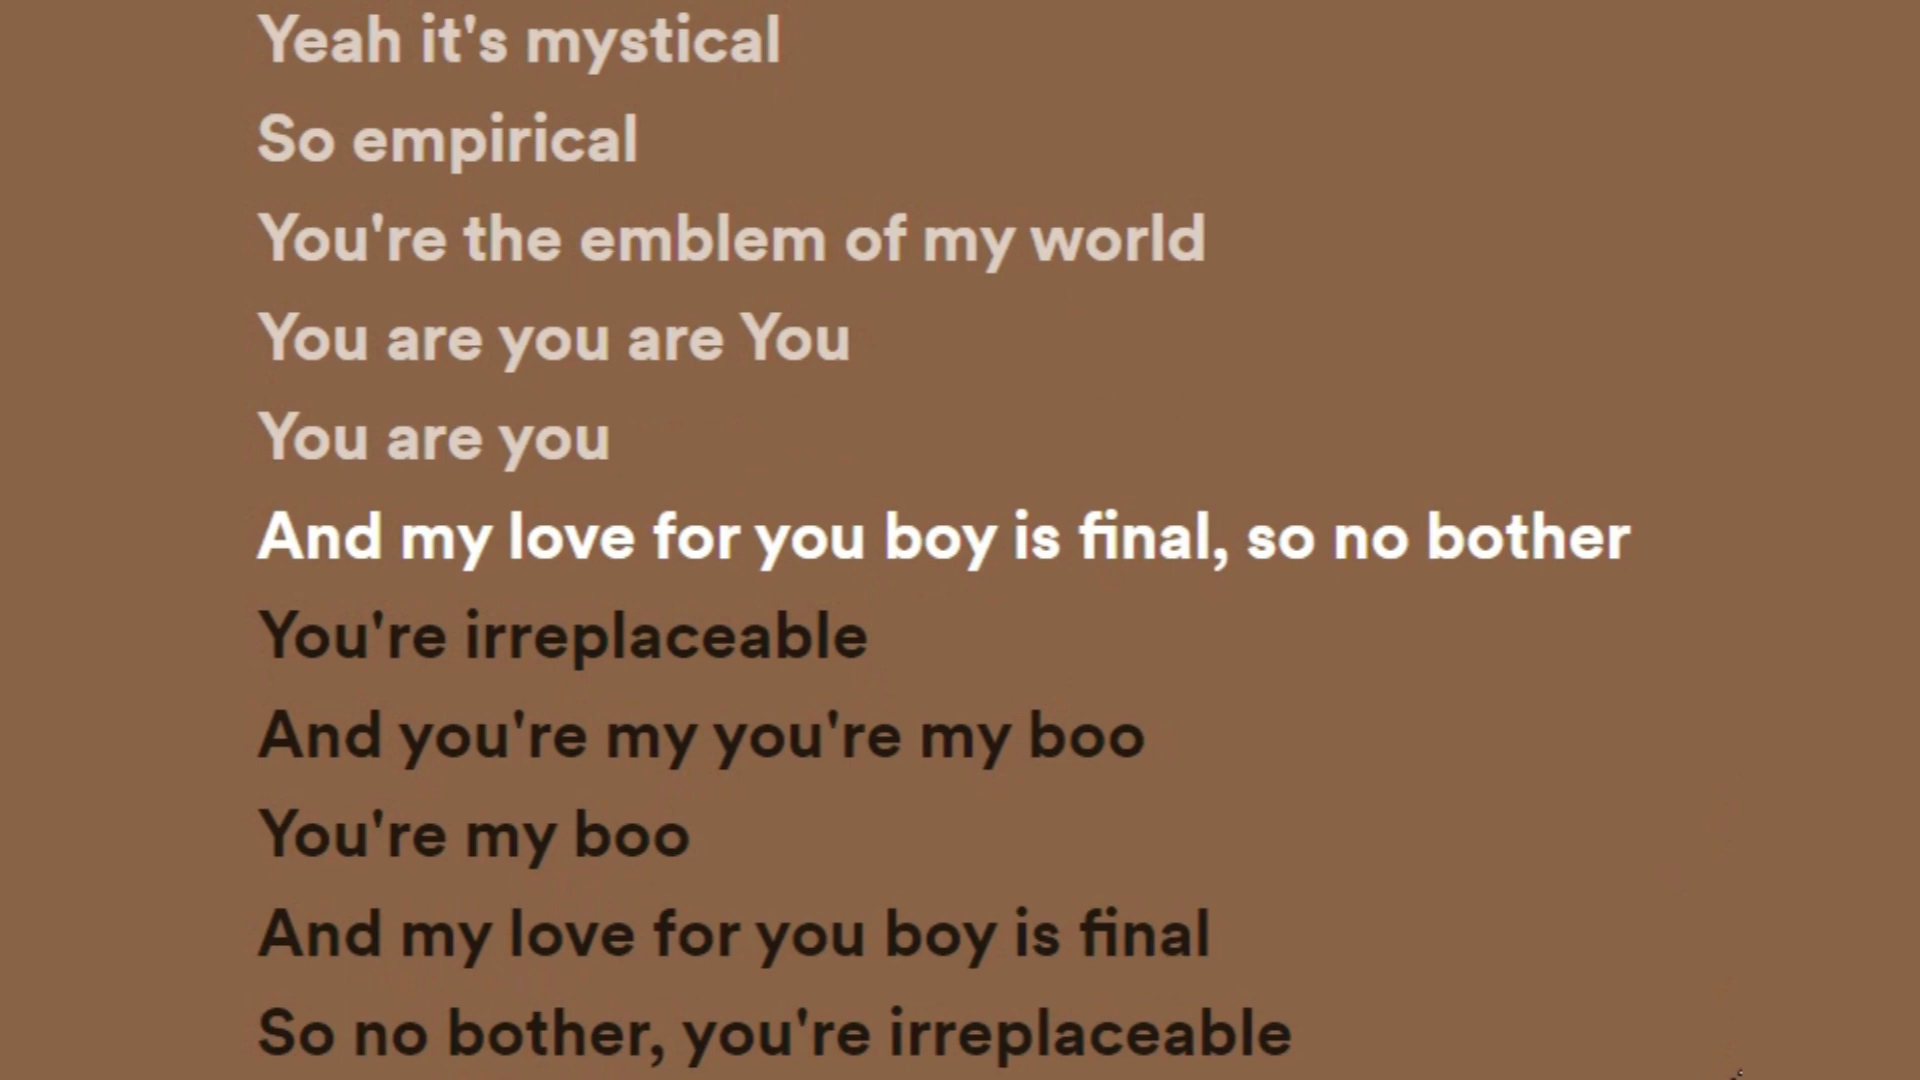 Yeah it's mystical
So empirical
You're the emblem of my world
You are you are You
You are you
And my love for you boy is final, so no bother
You're irreplaceable
And you're my you're my boo
You're my boo
And my love for you boy is final
So no bother, you're irreplaceable